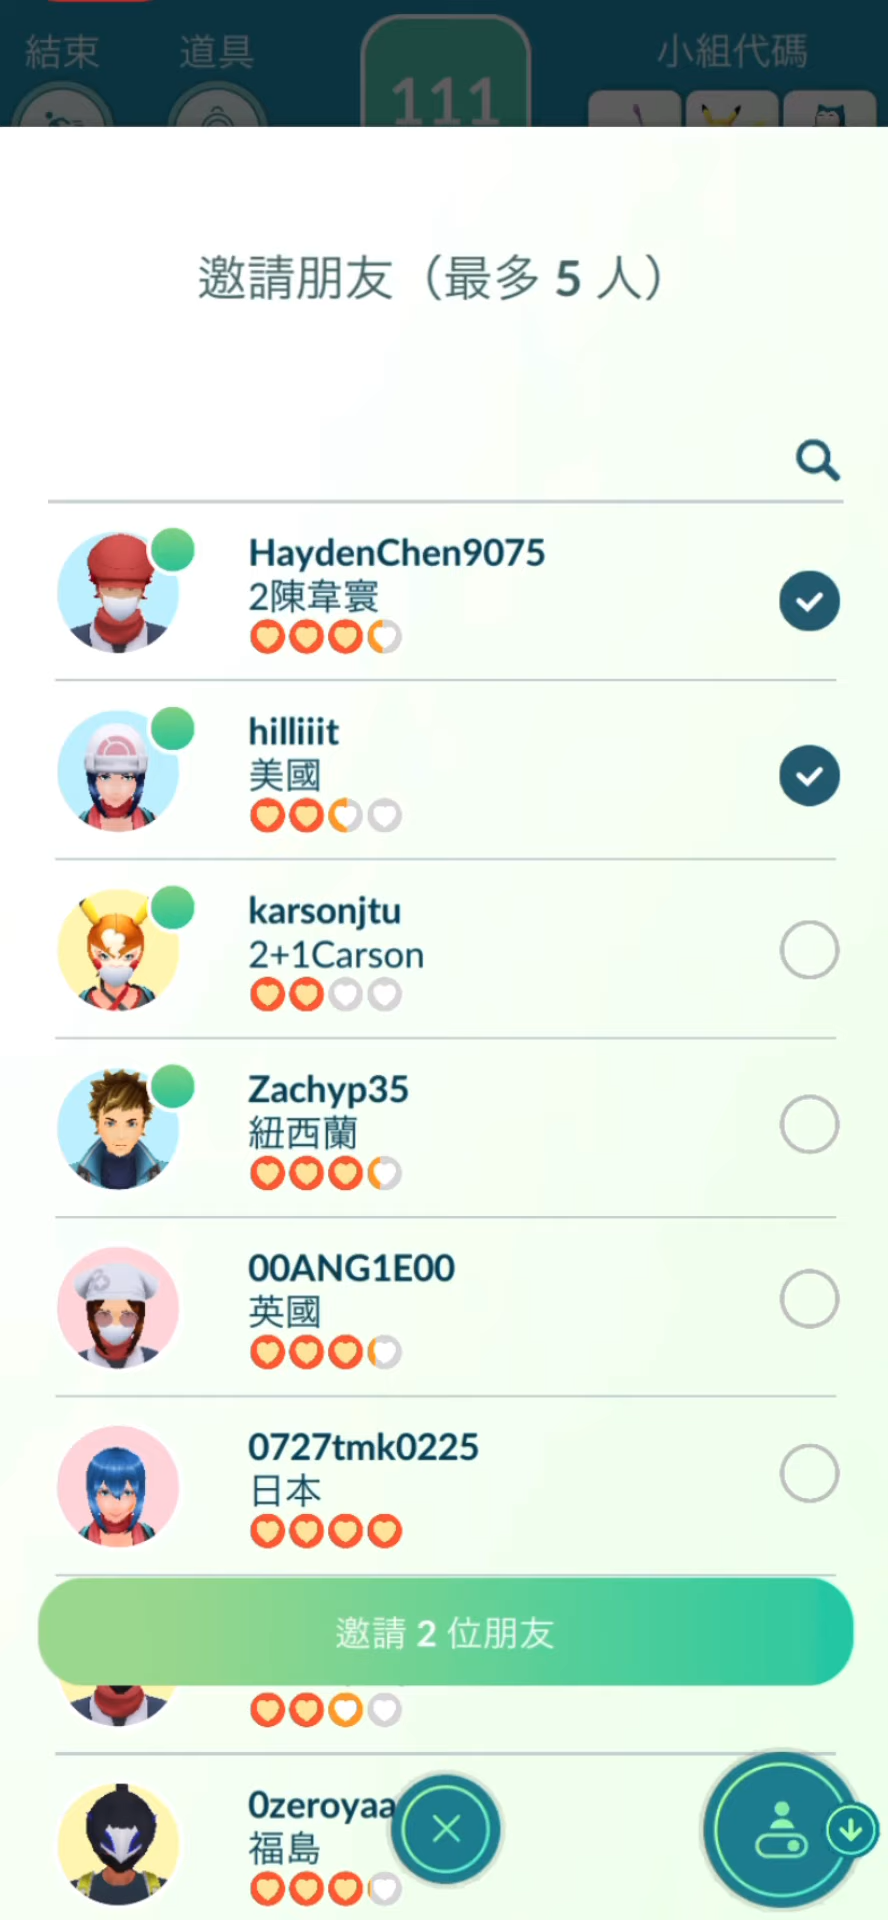 結束
道具
111
小組代碼
邀請朋友（最多 5 人）
HaydenChen9075
2陳韋寰
hilliiit
美國
karsonjtu
2+1Carson
Zachyp35
紐西蘭
00ANG1E00
英國
0727tmk0225
日本
邀請 2 位朋友
0zeroyaa
福島